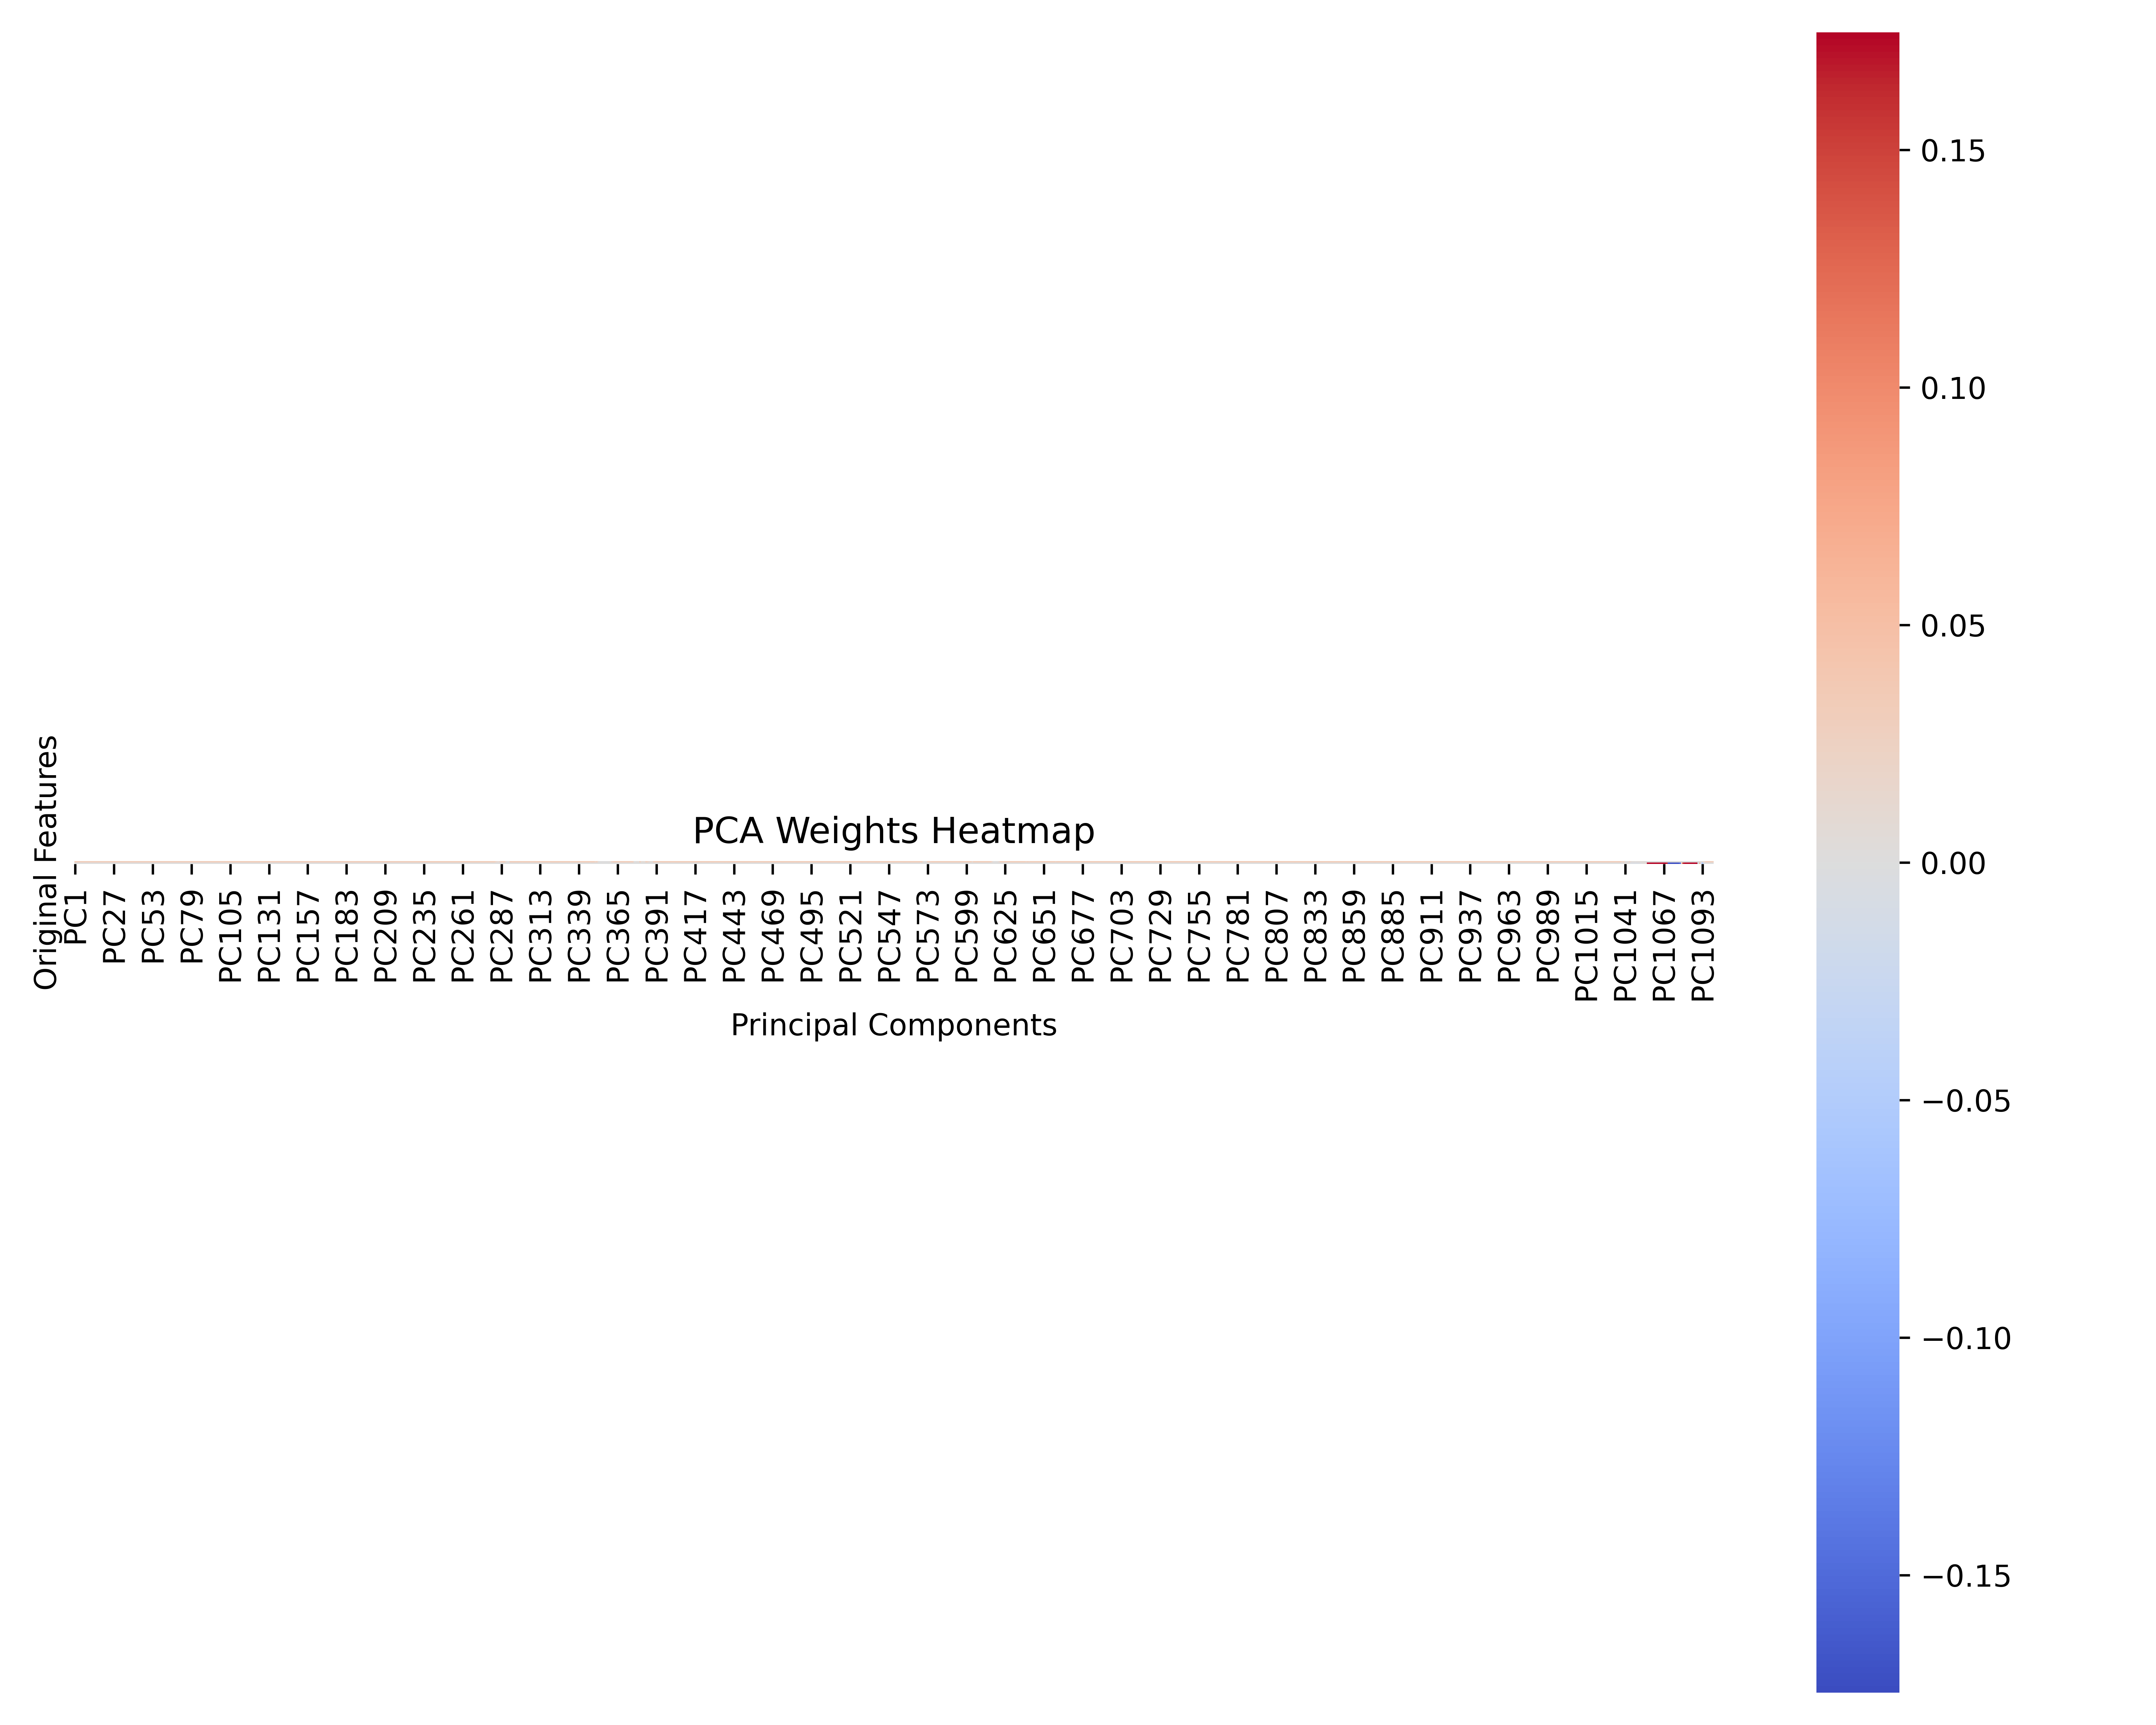 PCA Weights Heatmap
Original Features
PC1
PC27
PC53
PC79
PC105
PC131
PC157
PC183
PC209
PC235
PC261
PC287
PC313
PC339
PC365
PC391
PC417
PC443
PC469
PC495
PC521
PC547
PC573
PC599
PC625
PC651
PC677
PC703
PC729
PC755
PC781
PC807
PC833
PC859
PC885
PC911
PC937
PC963
PC989
PC1015
PC1041
PC1067
PC1093
Principal Components
0.15
0.10
0.05
0.00
−0.05
−0.10
−0.15